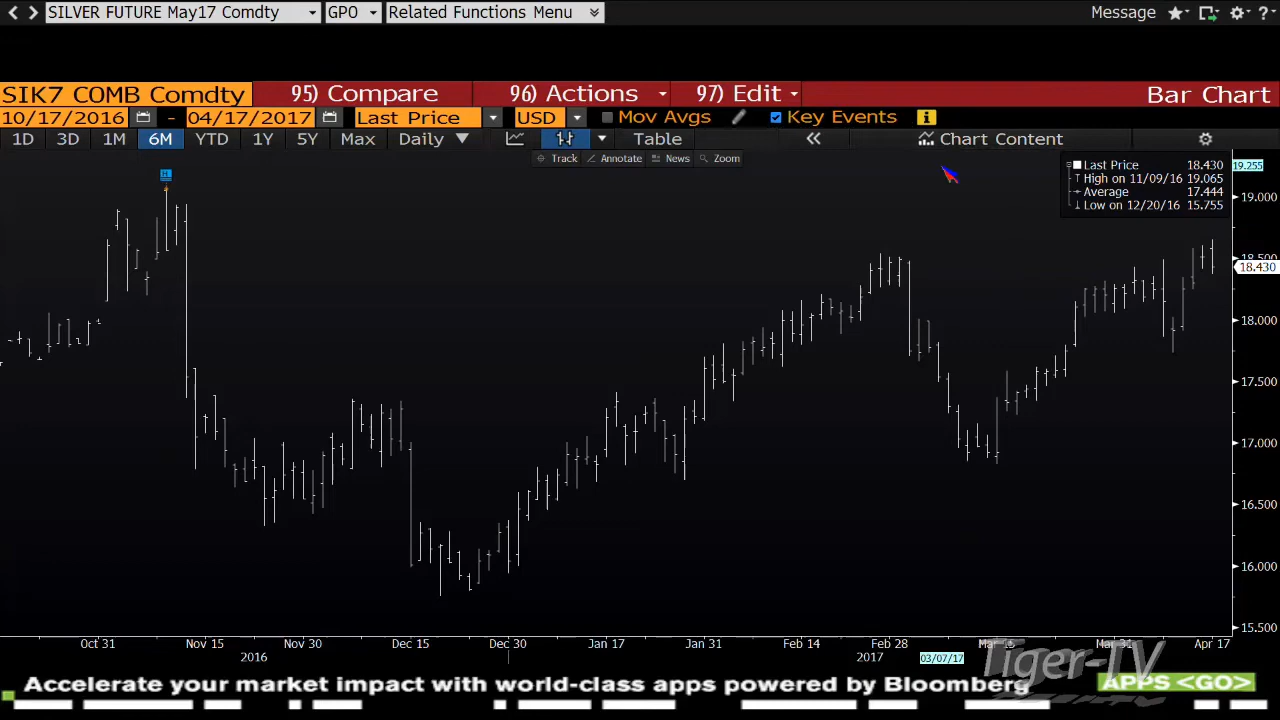 SILVER FUTURE May17 Comdty GPO Related Functions Menu Message
SIK7 COMB Comdty 95) Compare 96) Actions 97) Edit Bar Chart
10/17/2016 - 04/17/2017 Last Price USD Mov Avgs Key Events
1D 3D 1M 6M YTD 1Y 5Y Max Daily Table Chart Content
Track Annotate News Zoom
Last Price 18.430
High on 11/09/16 19.065
Average 17.444
Low on 12/20/16 15.755
19.255
19.000
18.500
18.430
18.000
17.500
17.000
16.500
16.000
15.500
Oct 31 Nov 15 Nov 30 Dec 15 Dec 30 Jan 17 Jan 31 Feb 14 Feb 28 Mar 15 Mar 31 Apr 17
2016 2017 03/07/17
Tiger-TV
Accelerate your market impact with world-class apps powered by Bloomberg APPS <GO>